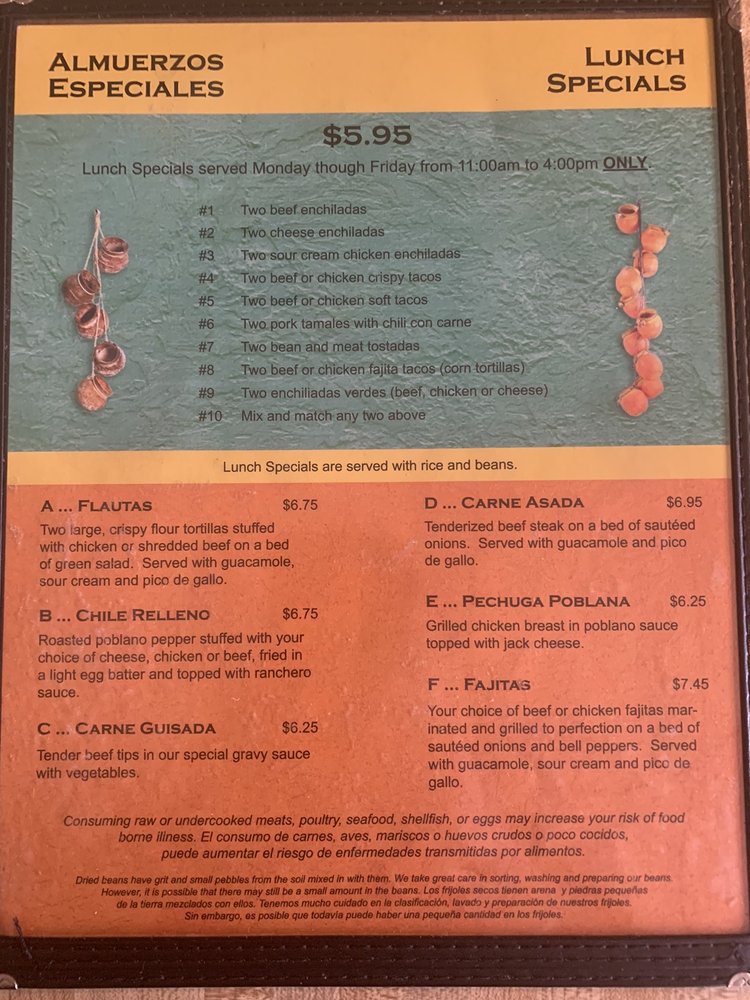 ALMUERZOS
ESPECIALES
LUNCH
SPECIALS
$5.95
Lunch Specials served Monday though Friday from 11:00am to 4:00pm ONLY.
#1 Two beef enchiladas
#2 Two cheese enchiladas
#3 Two sour cream chicken enchiladas
#4 Two beef or chicken crispy tacos
#5 Two beef or chicken soft tacos
#6 Two pork tamales with chili con carne
#7 Two bean and meat tostadas
#8 Two beef or chicken fajita tacos (corn tortillas)
#9 Two enchiliadas verdes (beef, chicken or cheese)
#10 Mix and match any two above
Lunch Specials are served with rice and beans.
A ... FLAUTAS $6.75
Two large, crispy flour tortillas stuffed
with chicken or shredded beef on a bed
of green salad. Served with guacamole,
sour cream and pico de gallo.
B ... CHILE RELLENO $6.75
Roasted poblano pepper stuffed with your
choice of cheese, chicken or beef, fried in
a light egg batter and topped with ranchero
sauce.
C ... CARNE GUISADA $6.25
Tender beef tips in our special gravy sauce
with vegetables.
D ... CARNE ASADA $6.95
Tenderized beef steak on a bed of sautéed
onions. Served with guacamole and pico
de gallo.
E ... PECHUGA POBLANA $6.25
Grilled chicken breast in poblano sauce
topped with jack cheese.
F ... FAJITAS $7.45
Your choice of beef or chicken fajitas mar-
inated and grilled to perfection on a bed of
sautéed onions and bell peppers. Served
with guacamole, sour cream and pico de
gallo.
Consuming raw or undercooked meats, poultry, seafood, shellfish, or eggs may increase your risk of food
borne illness. El consumo de carnes, aves, mariscos o huevos crudos o poco cocidos,
puede aumentar el riesgo de enfermedades transmitidas por alimentos.
Dried beans have grit and small pebbles from the soil mixed in with them. We take great care in sorting, washing and preparing our beans.
However, it is possible that there may still be a small amount in the beans. Los frijoles secos tienen arena y piedras pequeñas
de la tierra mezclados con ellos. Tenemos mucho cuidado en la clasificación, lavado y preparación de nuestros frijoles.
Sin embargo, es posible que todavía puede haber una pequeña cantidad en los frijoles.